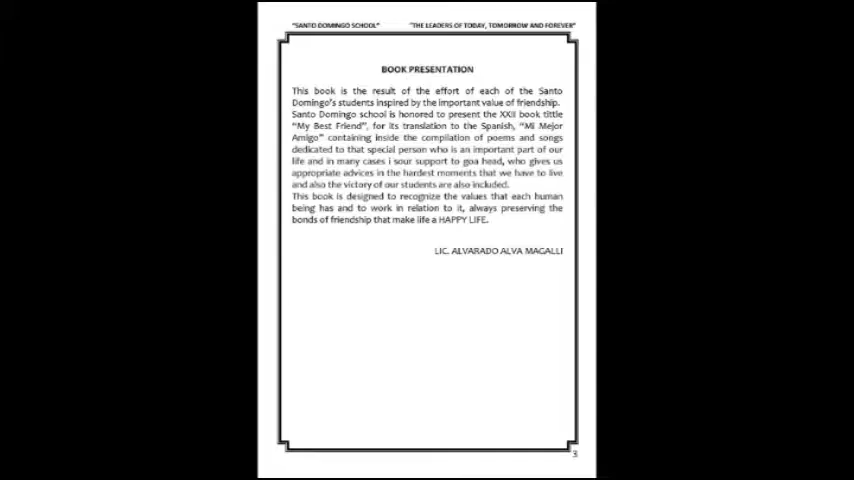 "SANTO DOMINGO SCHOOL" "THE LEADERS OF TODAY, TOMORROW AND FOREVER"
BOOK PRESENTATION
This book is the result of the effort of each of the Santo
Domingo's students inspired by the important value of friendship.
Santo Domingo school is honored to present the XXII book tittle
"My Best Friend", for its translation to the Spanish, "Mi Mejor
Amigo" containing inside the compilation of poems and songs
dedicated to that special person who is an important part of our
life and in many cases i sour support to goa head, who gives us
appropriate advices in the hardest moments that we have to live
and also the victory of our students are also included.
This book is designed to recognize the values that each human
being has and to work in relation to it, always preserving the
bonds of friendship that make life a HAPPY LIFE.
LIC. ALVARADO ALVA MAGALLI